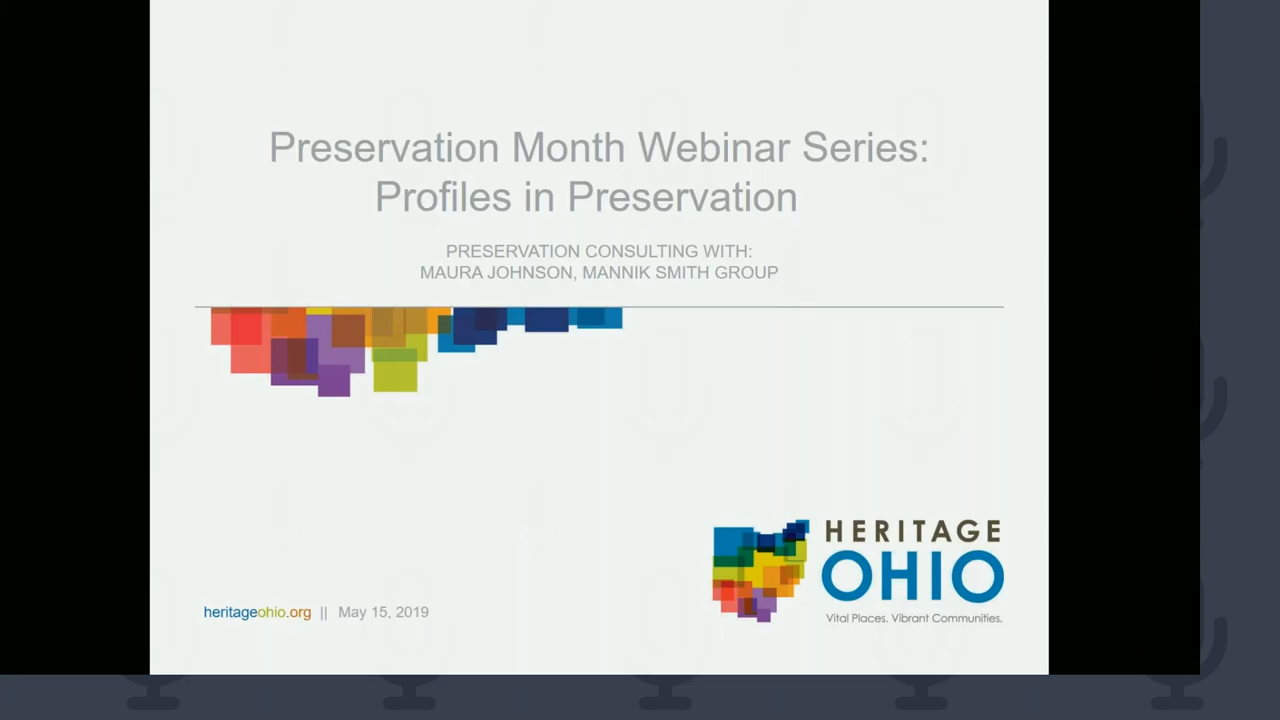 Preservation Month Webinar Series:
Profiles in Preservation
PRESERVATION CONSULTING WITH:
MAURA JOHNSON, MANNIK SMITH GROUP
HERITAGE
OHIO
Vital Places. Vibrant Communities.
heritageohio.org || May 15, 2019